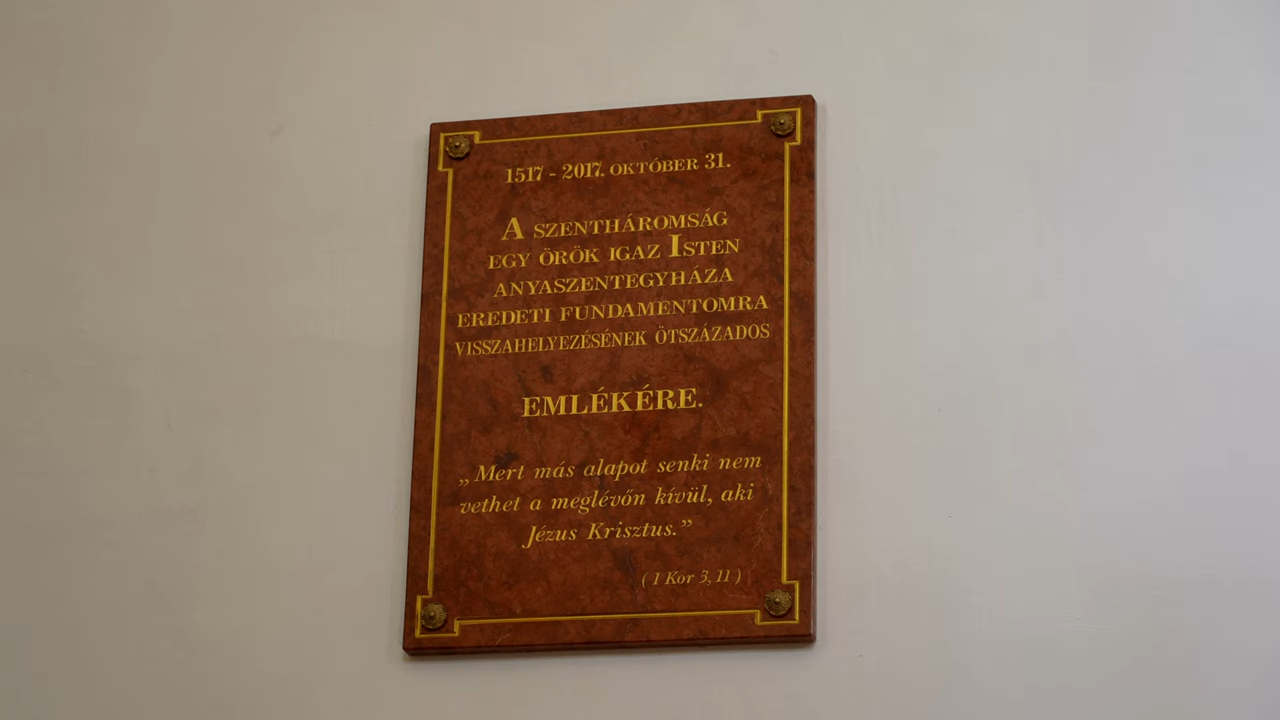 1517 - 2017. OKTÓBER 31.
A SZENTHÁROMSÁG
EGY ÖRÖK IGAZ ISTEN
ANYASZENTEGYHÁZA
EREDETI FUNDAMENTOMRA
VISSZAHELYEZÉSÉNEK ÖTSZÁZADOS
EMLÉKÉRE.
„Mert más alapot senki nem
vethet a meglévőn kívül, aki
Jézus Krisztus.”
( 1 Kor 3, 11 )